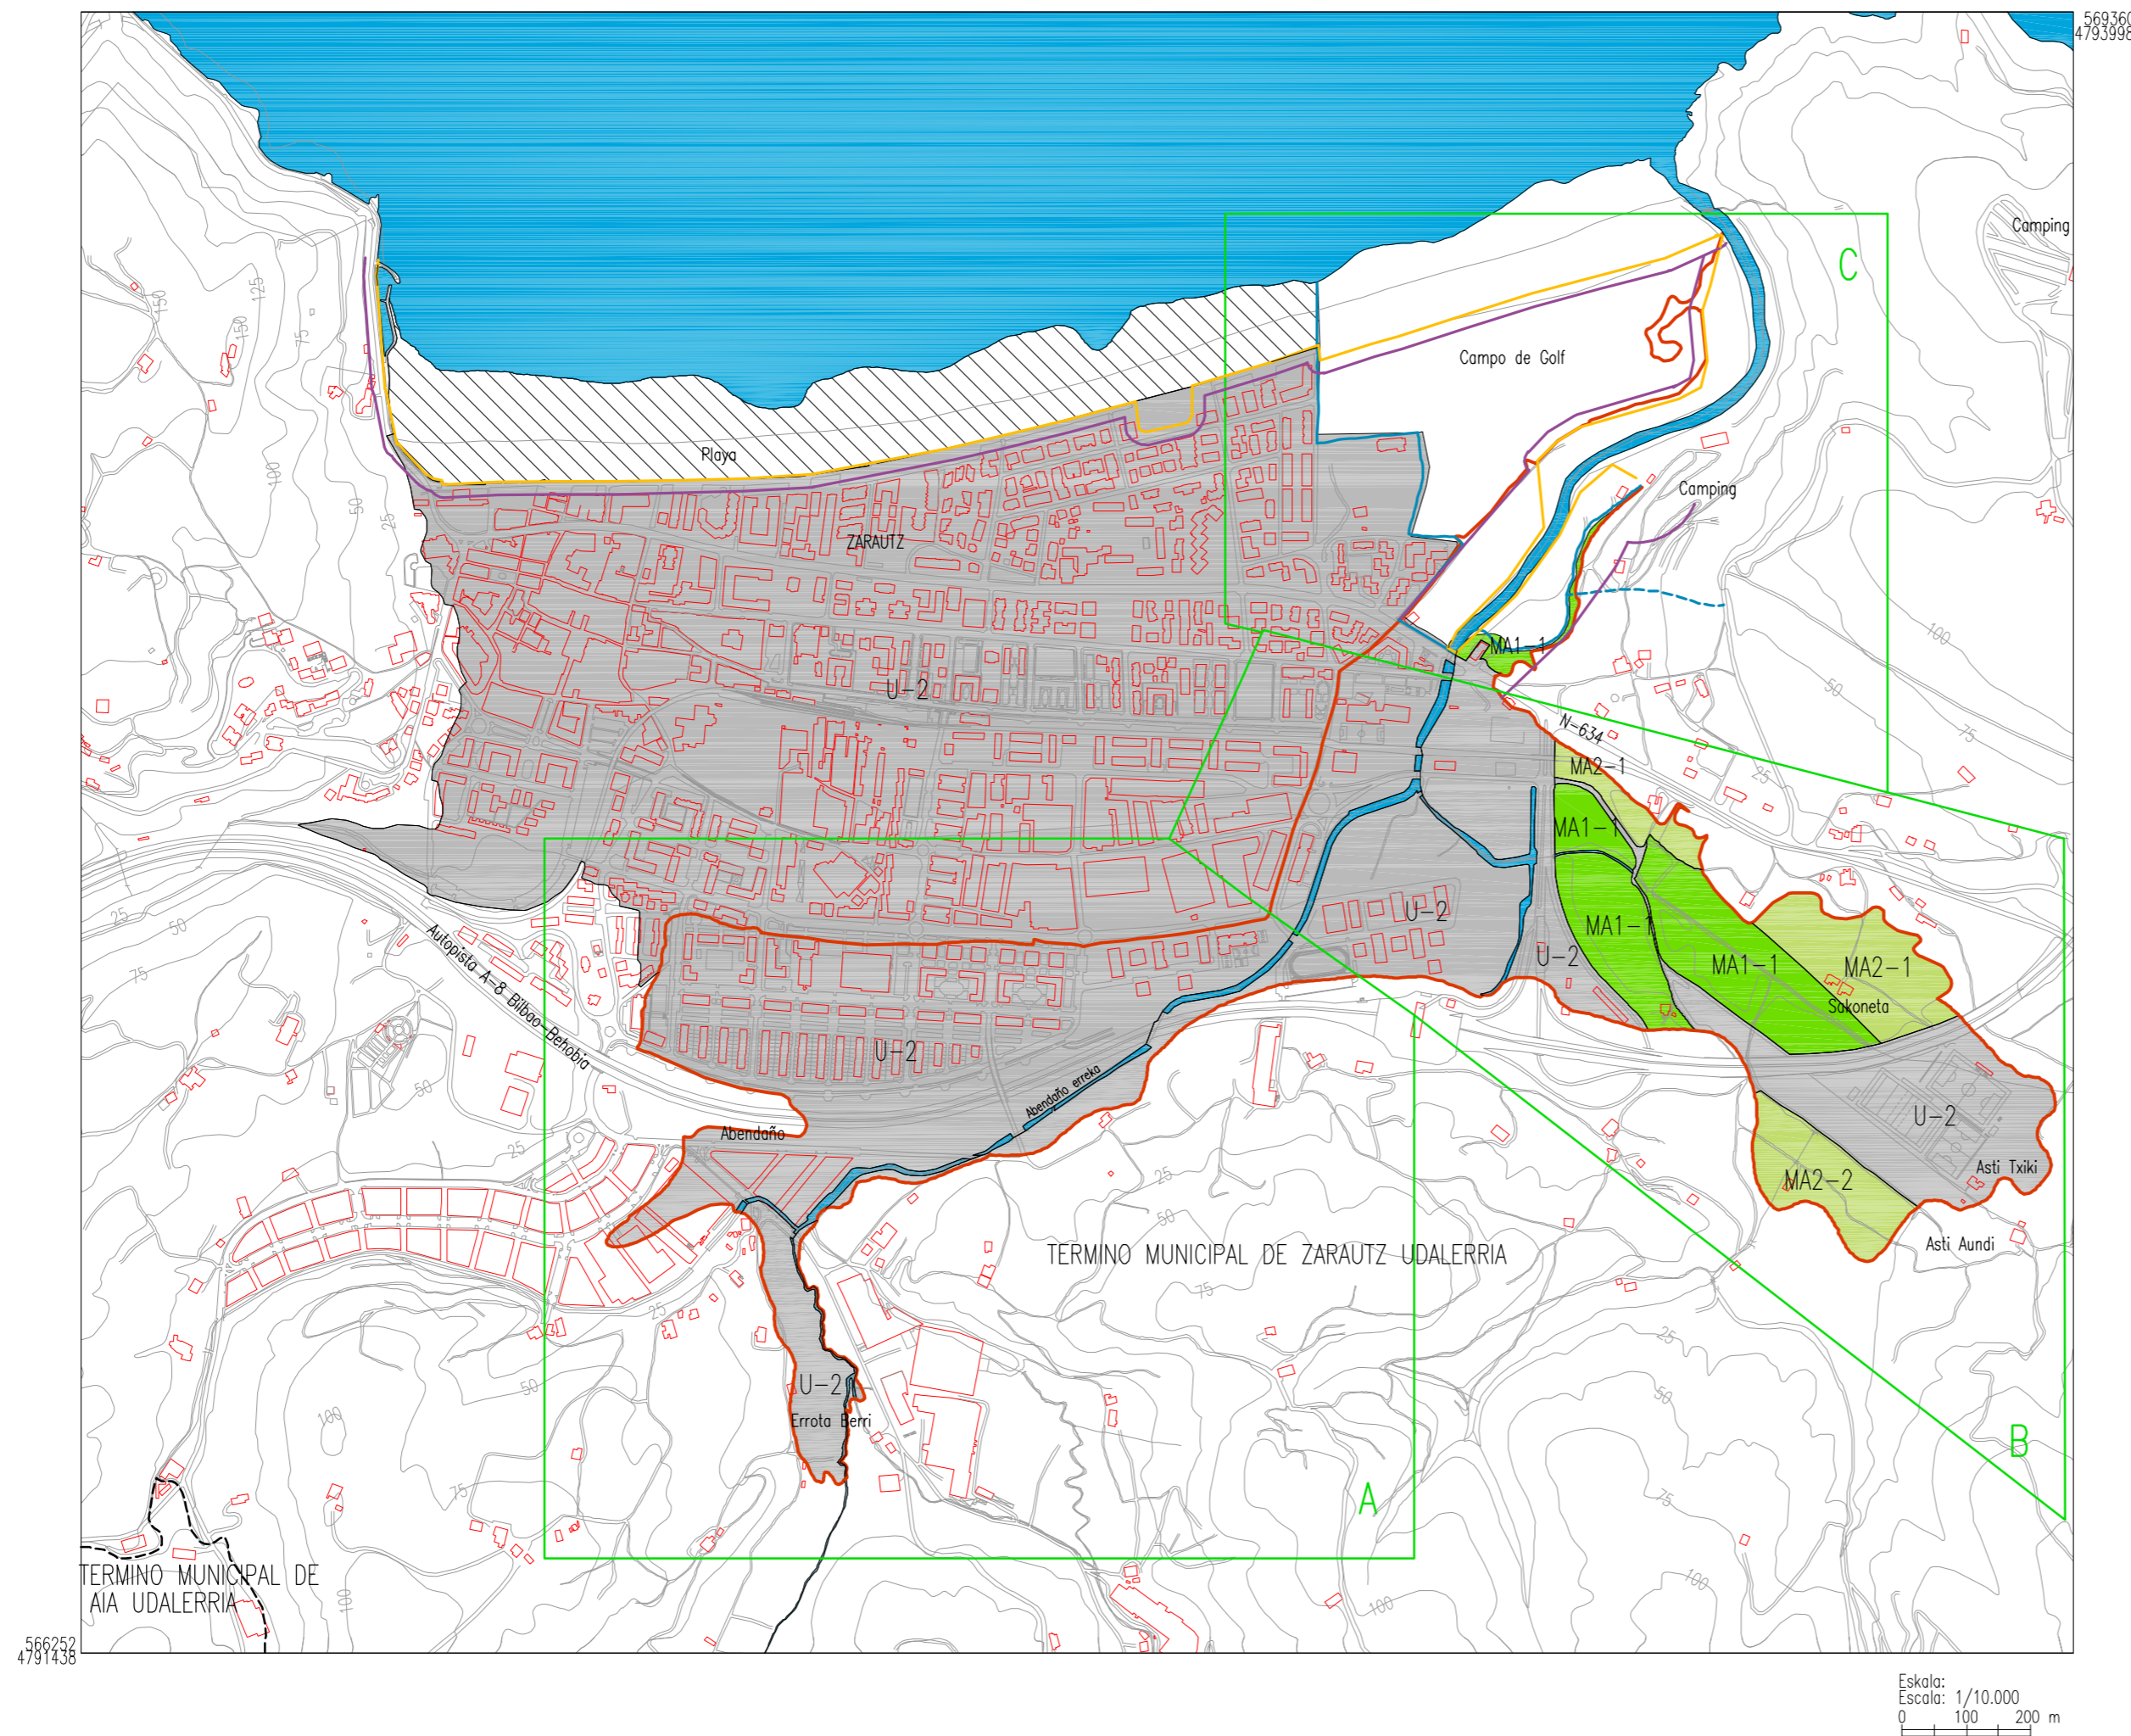 569360
4793998
Camping
C
150
125
150
75
Campo de Golf
Playa
100
50
25
Camping
ZARAUTZ
100
MA1-1
U-2
50
N-634
75
MA2-1
25
MA1-1
25
50
U-2
MA1-1
U-2
MA1-1
MA2-1
Autopista A-8 Bilbao-Behobia
75
Sakoneta
U-2
50
Abendaño erreka
U-2
Abendaño
25
Asti Txiki
25
MA2-2
50
Asti Aundi
TERMINO MUNICIPAL DE ZARAUTZ UDALERRIA
75
25
25
U-2
50
50
100
Errota Berri
B
75
A
75
TERMINO MUNICIPAL DE
AIA UDALERRIA
100
100
100
566252
4791438
Eskala:
Escala: 1/10.000
0 100 200 m